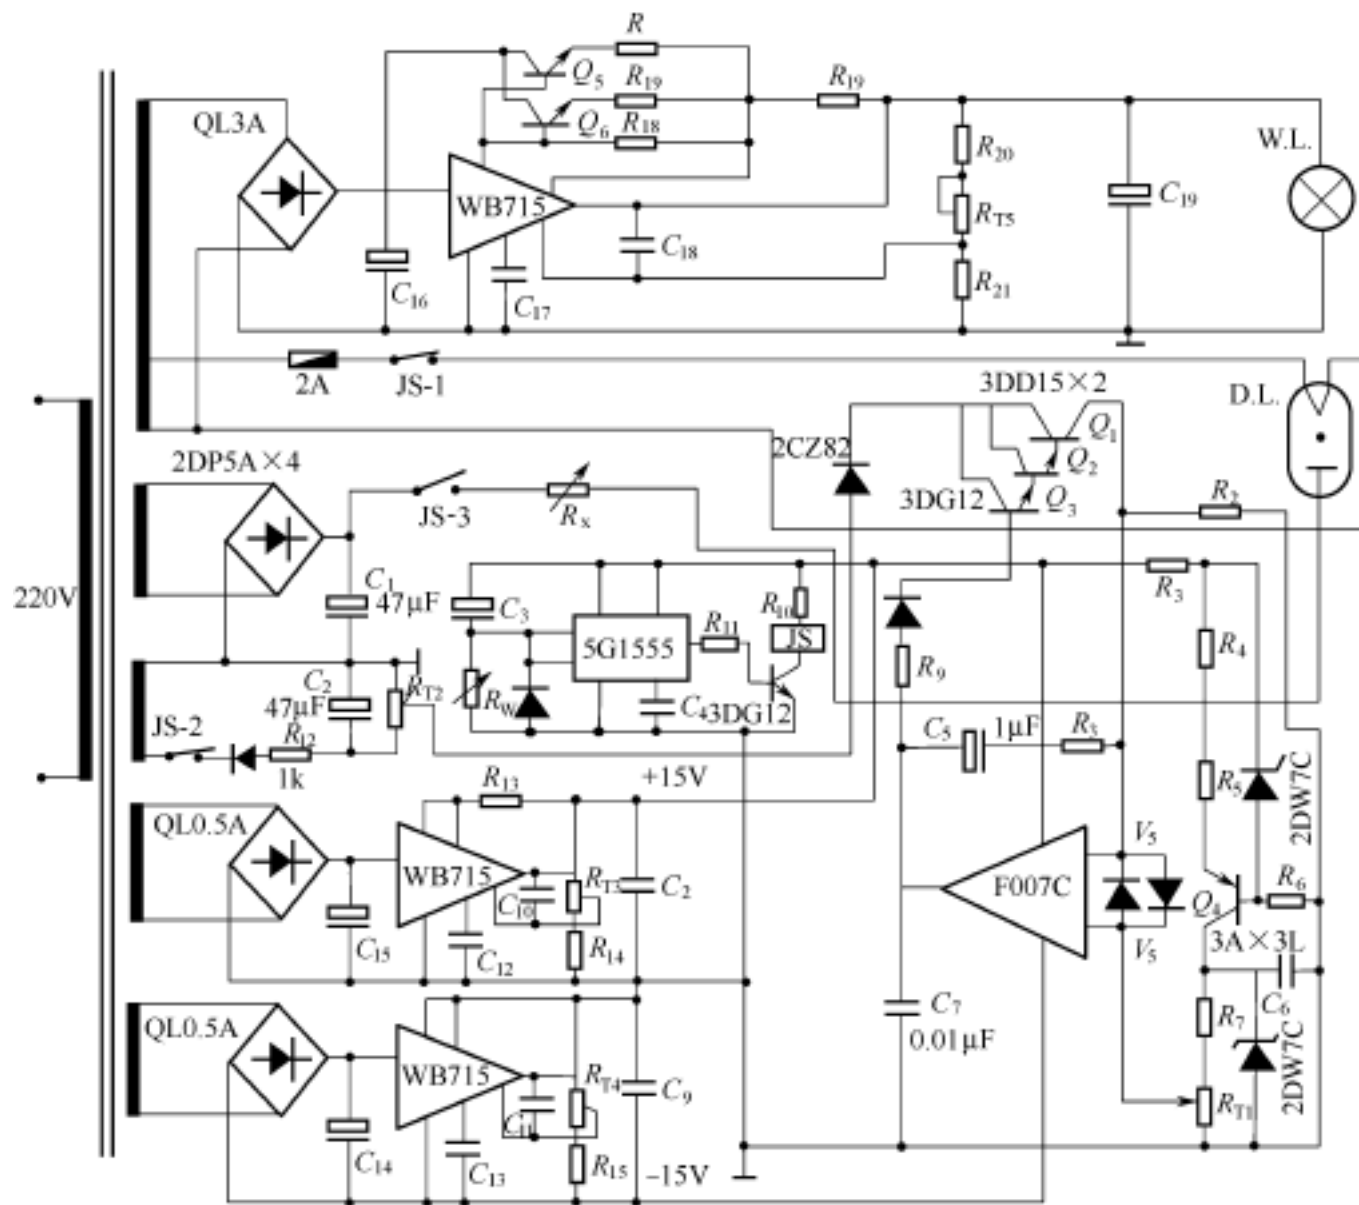 R
QL3A
Q5
R19
R19
Q6
R18
R20
W.L.
WB715
C19
RT5
C18
C16
C17
R21
2A
JS-1
3DD15×2
D.L.
2CZ82
Q1
2DP5A×4
Q2
3DG12
R2
JS-3
Rx
Q3
C1
R3
220V
47μF
C3
R10
R11
5G1555
JS
R4
C2
RT2
R9
47μF
RW
C4
3DG12
JS-2
R12
C5
1μF
R3
1k
+15V
R13
R5
2DW7C
QL0.5A
V5
WB715
RT3
C2
F007C
R6
C10
Q4
3A×3L
C15
C12
R14
V5
C7
R7
C6
QL0.5A
0.01μF
2DW7C
WB715
RT4
C9
RT1
C11
C14
C13
R15
–15V